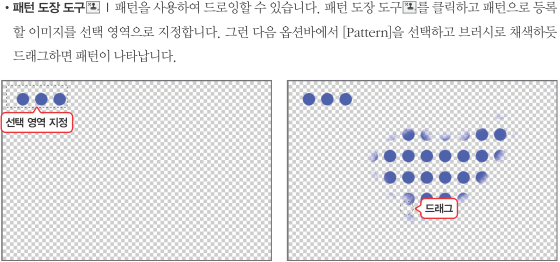 • 패턴 도장 도구 | 패턴을 사용하여 드로잉할 수 있습니다. 패턴 도장 도구를 클릭하고 패턴으로 등록
할 이미지를 선택 영역으로 지정합니다. 그런 다음 옵션바에서 [Pattern]을 선택하고 브러시로 채색하듯
드래그하면 패턴이 나타납니다.
선택 영역 지정
드래그